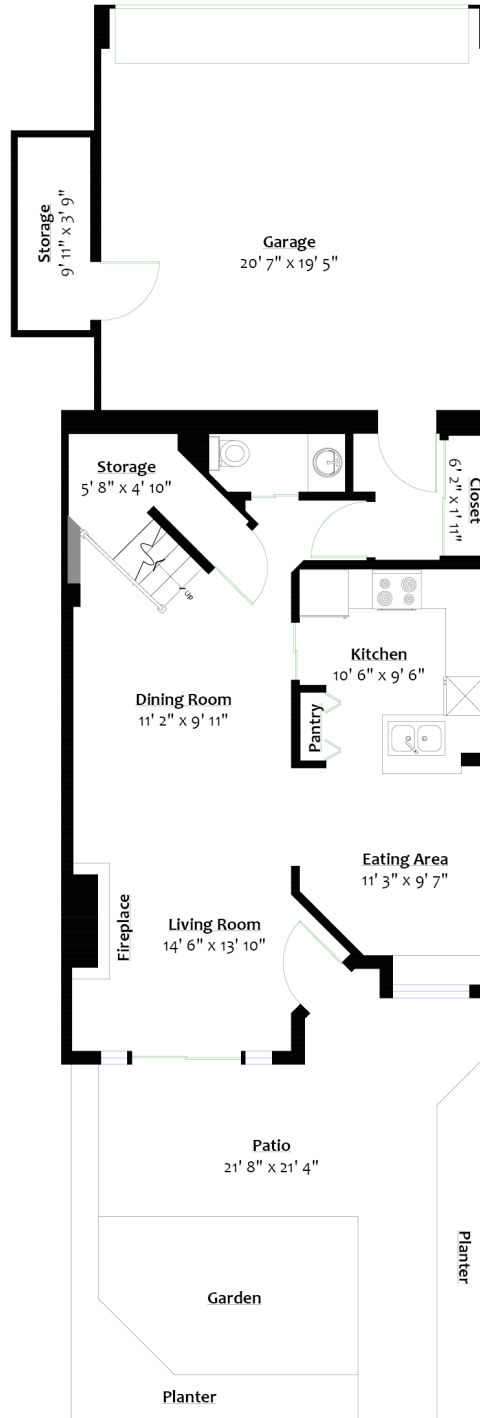 Storage
9' 11" x 3' 9"
Garage
20' 7" x 19' 5"
Storage
5' 8" x 4' 10"
Closet
6' 2" x 1' 11"
Up
Kitchen
10' 6" x 9' 6"
Dining Room
11' 2" x 9' 11"
Pantry
Eating Area
11' 3" x 9' 7"
Fireplace
Living Room
14' 6" x 13' 10"
Patio
21' 8" x 21' 4"
Planter
Garden
Planter